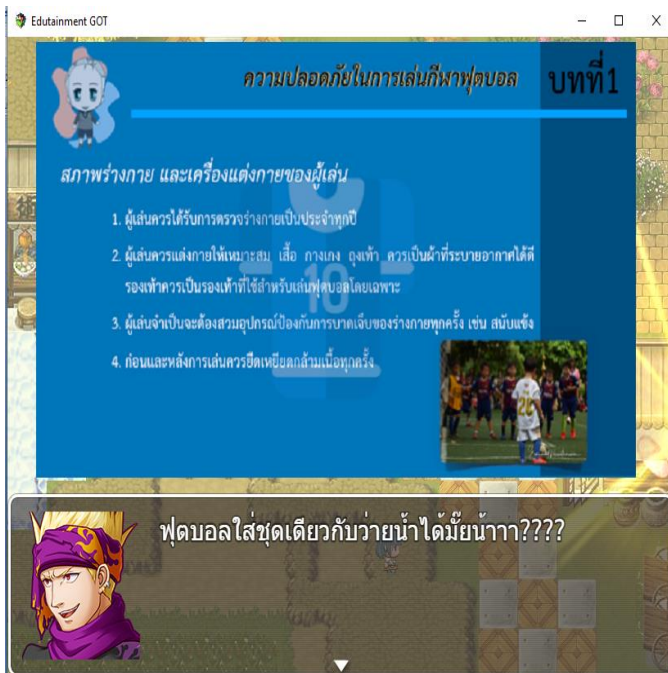 Edutainment GOT
ความปลอดภัยในการเล่นกีฬาฟุตบอล
บทที่1
สภาพร่างกาย และเครื่องแต่งกายของผู้เล่น
1. ผู้เล่นควรได้รับการตรวจร่างกายเป็นประจำทุกปี
2. ผู้เล่นควรแต่งกายให้เหมาะสม เสื้อ กางเกง ถุงเท้า ควรเป็นผ้าที่ระบายอากาศได้ดี
รองเท้าควรเป็นรองเท้าที่ใช้สำหรับเล่นฟุตบอลโดยเฉพาะ
3. ผู้เล่นจำเป็นจะต้องสวมอุปกรณ์ป้องกันการบาดเจ็บของร่างกายทุกครั้ง เช่น สนับแข้ง
4. ก่อนและหลังการเล่นควรยืดเหยียดกล้ามเนื้อทุกครั้ง
10
26
ฟุตบอลใส่ชุดเดียวกับว่ายน้ำได้มั๊ยน้าาา????